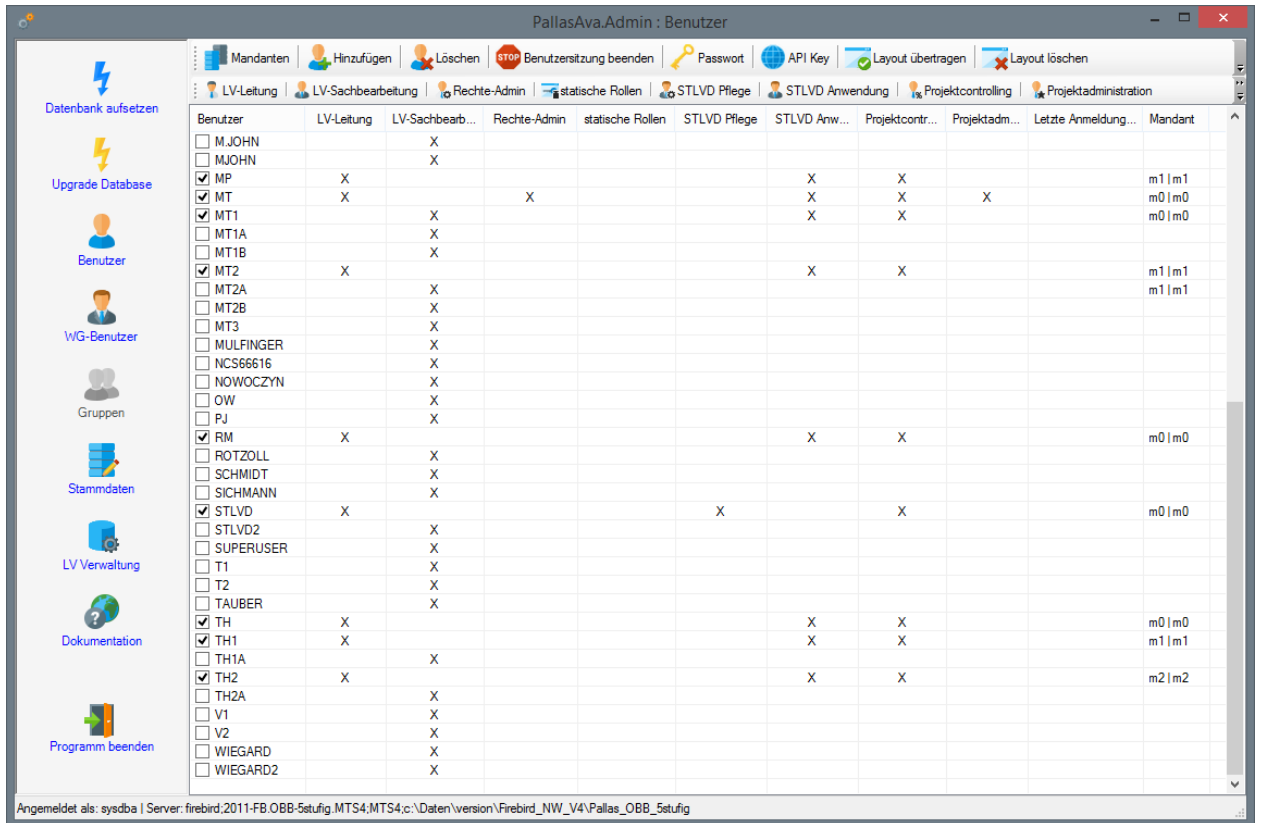 PallasAva.Admin : Benutzer
Mandanten Hinzufügen Löschen STOP Benutzersitzung beenden Passwort API Key Layout übertragen Layout löschen
LV-Leitung LV-Sachbearbeitung Rechte-Admin statische Rollen STLVD Pflege STLVD Anwendung Projektcontrolling Projektadministration
Datenbank aufsetzen
Upgrade Database
Benutzer
WG-Benutzer
Gruppen
Stammdaten
LV Verwaltung
Dokumentation
Programm beenden
Benutzer LV-Leitung LV-Sachbearb... Rechte-Admin statische Rollen STLVD Pflege STLVD Anw... Projektcontr... Projektadm... Letzte Anmeldung... Mandant
M.JOHN X
MJOHN X
MP X X X m1|m1
MT X X X X X m0|m0
MT1 X X X m0|m0
MT1A X
MT1B X
MT2 X X X m1|m1
MT2A X m1|m1
MT2B X
MT3 X
MULFINGER X
NCS66616 X
NOWOCZYN X
OW X
PJ X
RM X X X m0|m0
ROTZOLL X
SCHMIDT X
SICHMANN X
STLVD X X X m0|m0
STLVD2 X
SUPERUSER X
T1 X
T2 X
TAUBER X
TH X X X m0|m0
TH1 X X X m1|m1
TH1A X
TH2 X X X m2|m2
TH2A X
V1 X
V2 X
WIEGARD X
WIEGARD2 X
Angemeldet als: sysdba | Server: firebird;2011-FB.OBB-5stufig.MTS4;MTS4;c:\Daten\version\Firebird_NW_V4\Pallas_OBB_5stufig